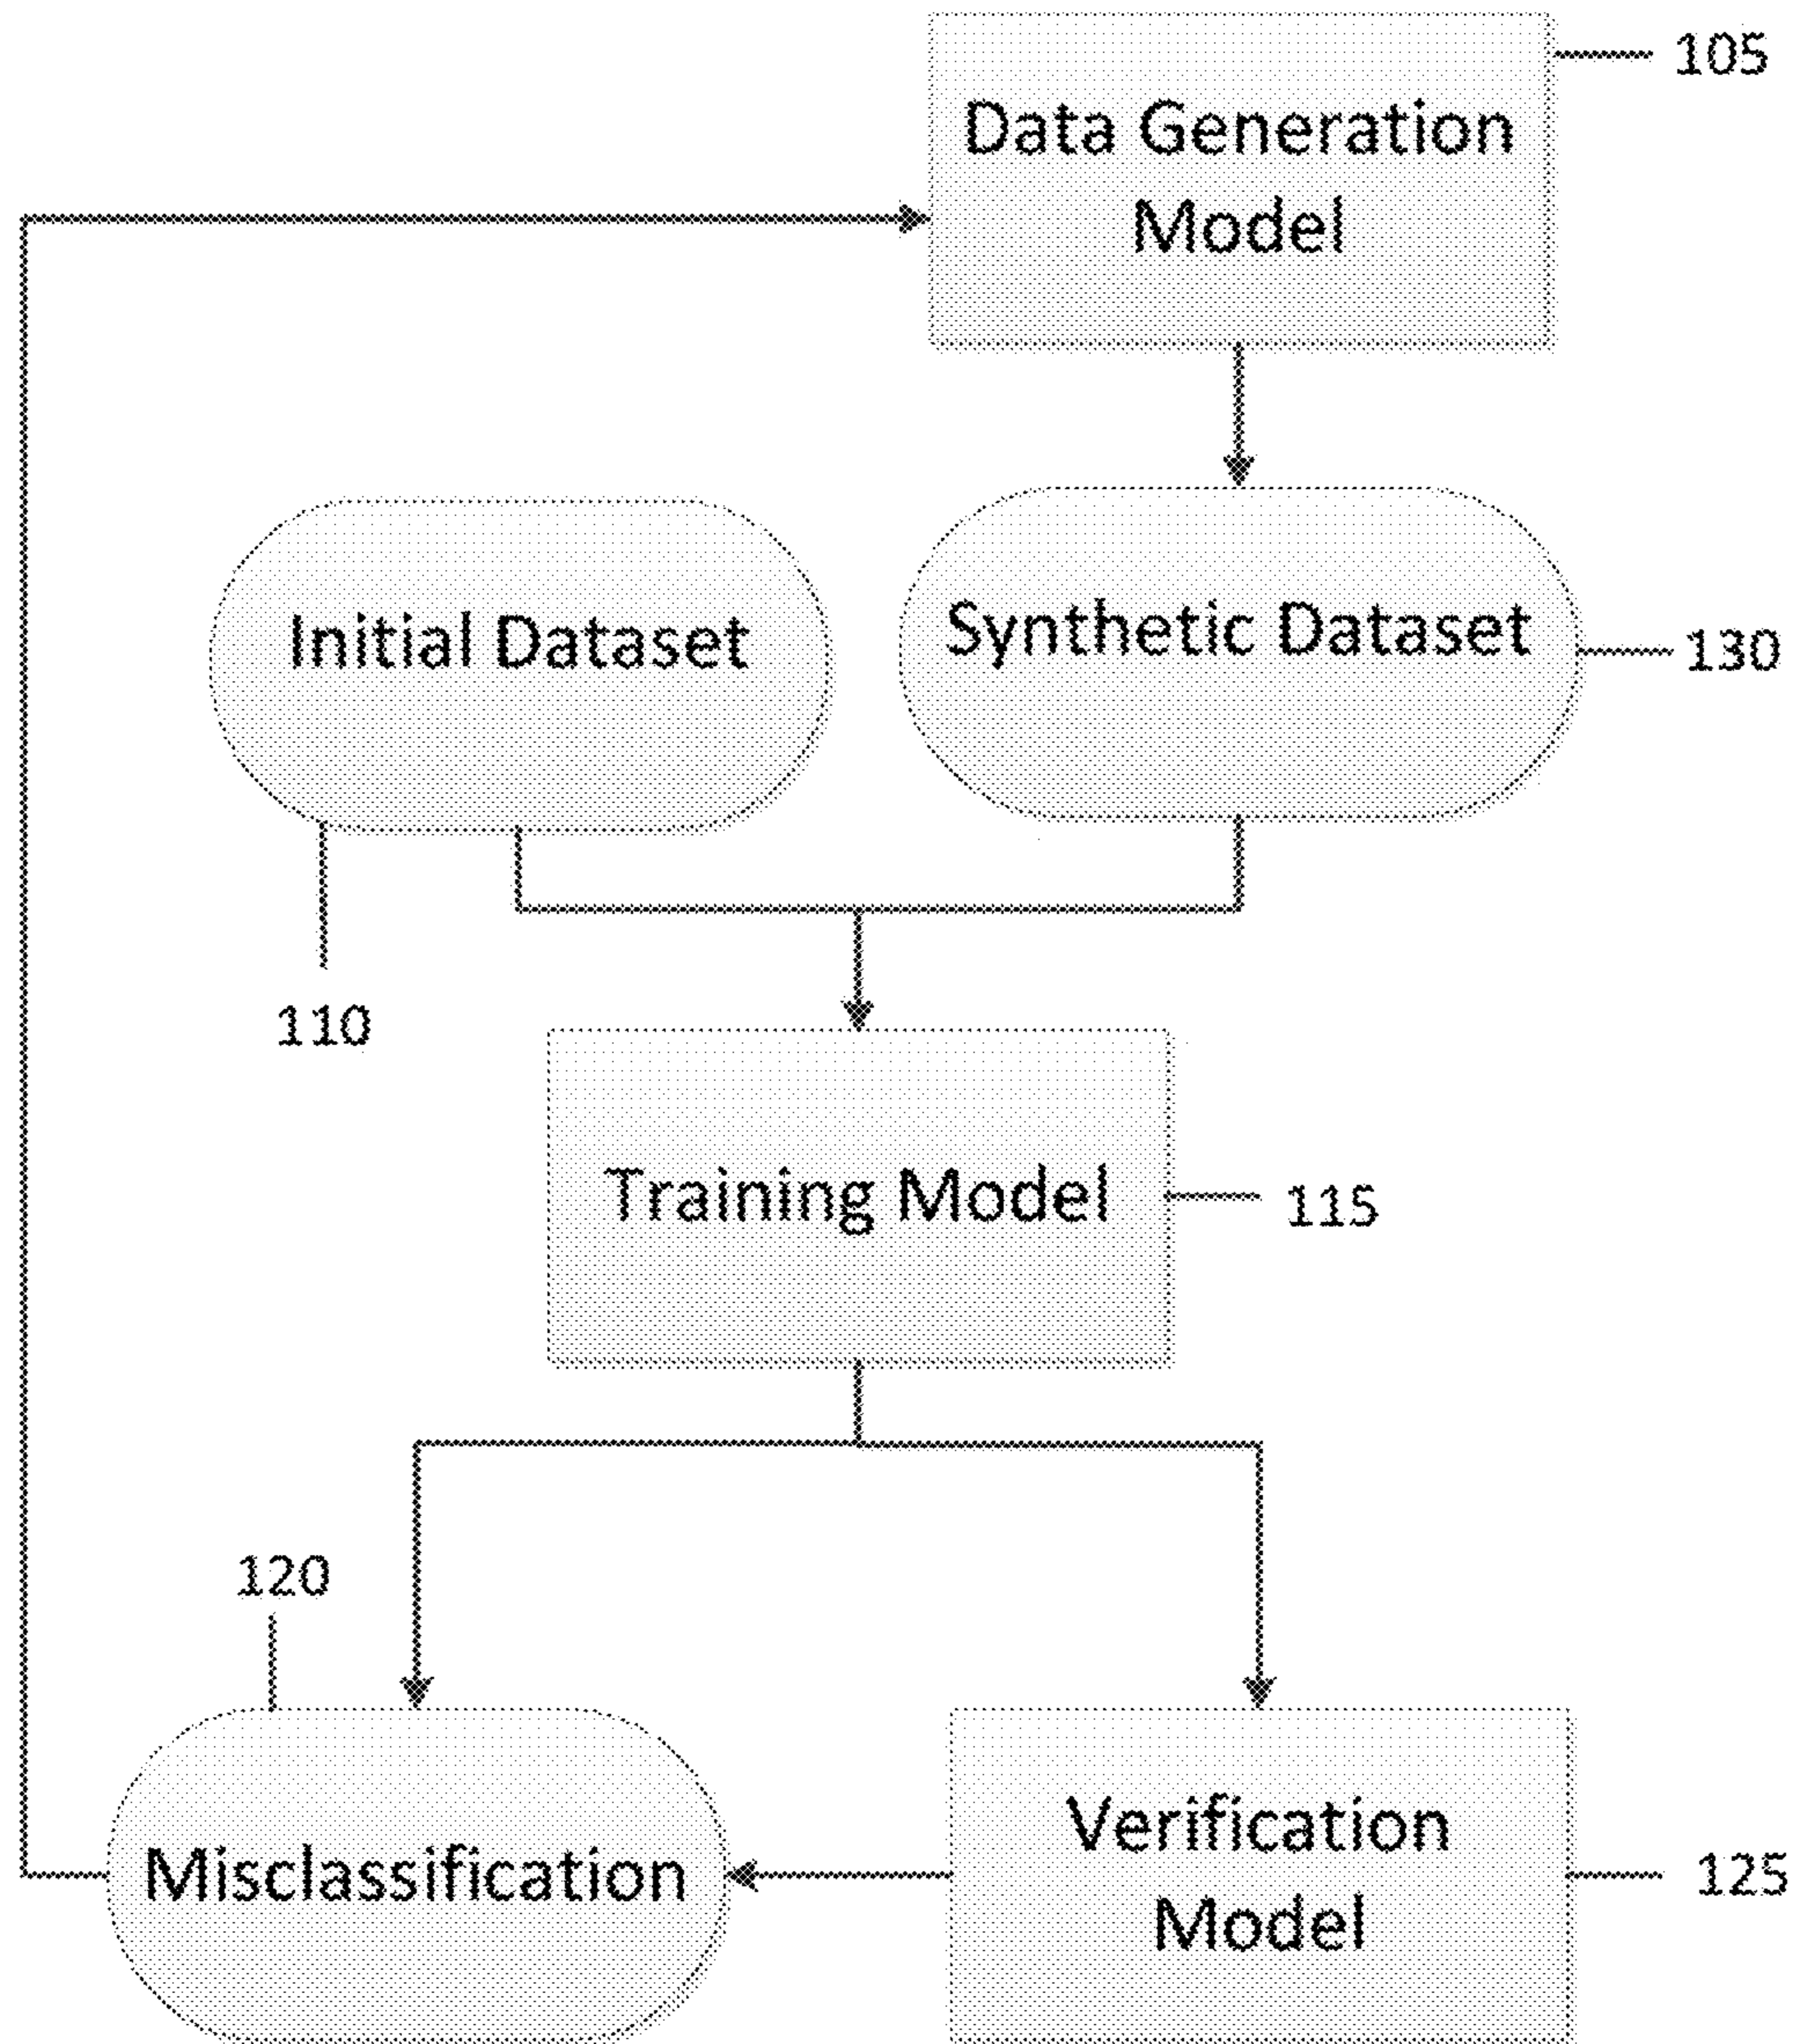 105
Data Generation
Model
Initial Dataset
Synthetic Dataset
130
110
Training Model
115
120
Misclassification
Verification
Model
125